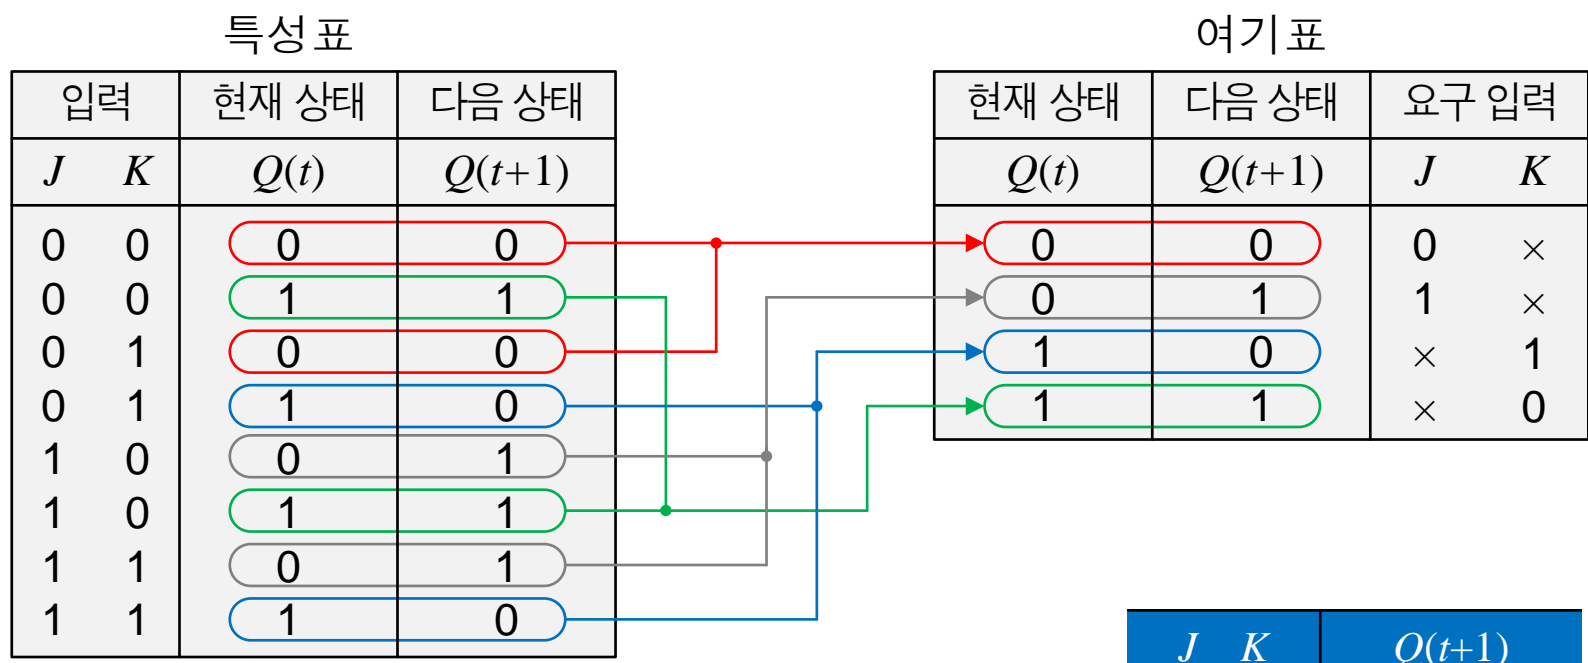 특성표
입력 현재 상태 다음 상태
J K Q(t) Q(t+1)
0 0 0 0
0 0 1 1
0 1 0 0
0 1 1 0
1 0 0 1
1 0 1 1
1 1 0 1
1 1 1 0
여기표
현재 상태 다음 상태 요구 입력
Q(t) Q(t+1) J K
0 0 0 ×
0 1 1 ×
1 0 × 1
1 1 × 0
J K Q(t+1)